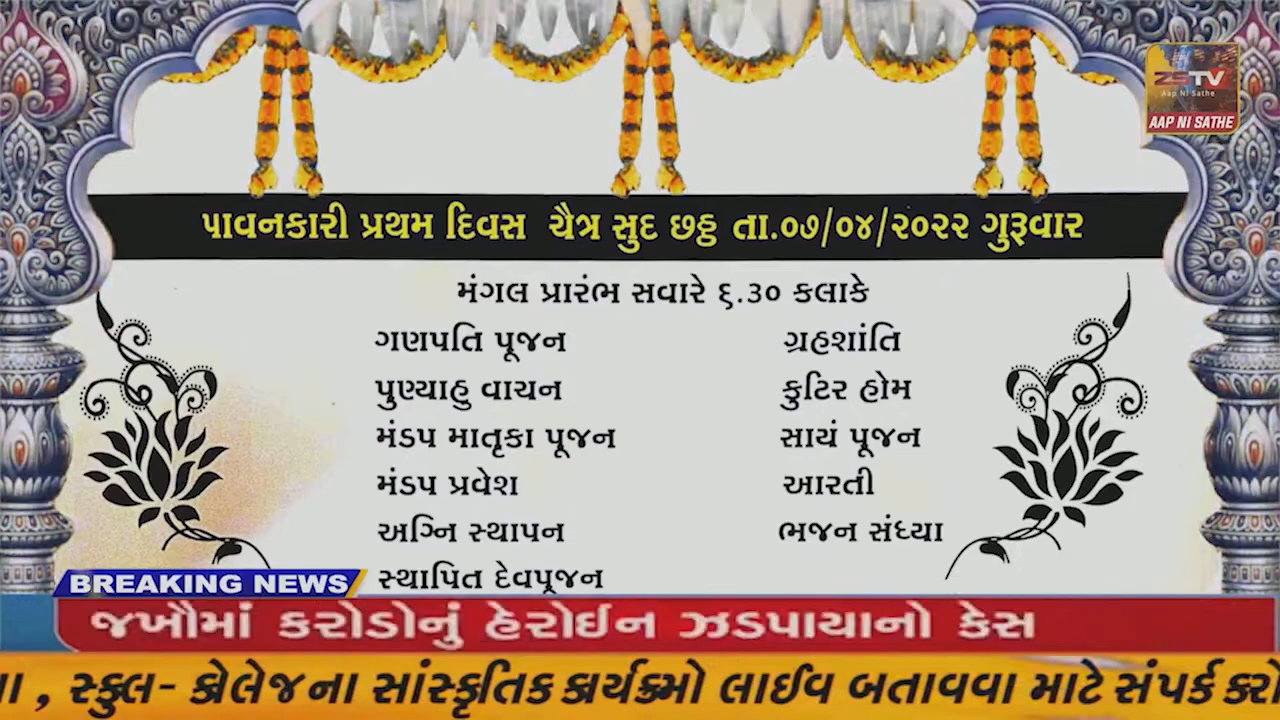 ZSTV
Aap Ni Sathe
AAP NI SATHE
પાવનકારી પ્રથમ દિવસ ચૈત્ર સુદ છઠ્ઠ તા.૦૭/૦૪/૨૦૨૨ ગુરૂવાર
મંગલ પ્રારંભ સવારે ૬.૩૦ કલાકે
ગણપતિ પૂજન
પુણ્યાહુ વાચન
મંડપ માતૃકા પૂજન
મંડપ પ્રવેશ
અગ્નિ સ્થાપન
સ્થાપિત દેવપૂજન
ગ્રહશાંતિ
કુટિર હોમ
સાયં પૂજન
આરતી
ભજન સંધ્યા
BREAKING NEWS
જખૌમાં કરોડોનું હેરોઈન ઝડપાયાનો કેસ
, સ્કુલ- કોલેજના સાંસ્કૃતિક કાર્યક્રમો લાઈવ બતાવવા માટે સંપર્ક કરો